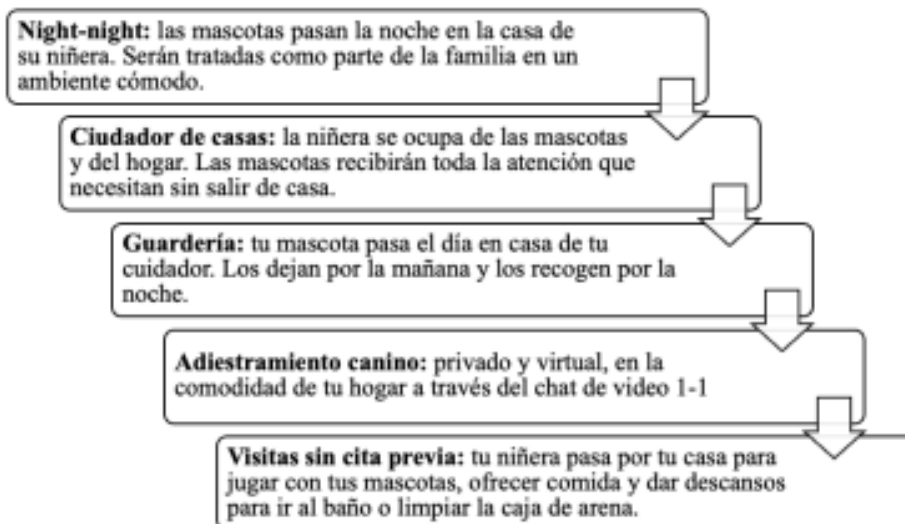 Night-night: las mascotas pasan la noche en la casa de
su niñera. Serán tratadas como parte de la familia en un
ambiente cómodo.
Ciudador de casas: la niñera se ocupa de las mascotas
y del hogar. Las mascotas recibirán toda la atención que
necesitan sin salir de casa.
Guardería: tu mascota pasa el día en casa de tu
cuidador. Los dejan por la mañana y los recogen por la
noche.
Adiestramiento canino: privado y virtual, en la
comodidad de tu hogar a través del chat de video 1-1
Visitas sin cita previa: tu niñera pasa por tu casa para
jugar con tus mascotas, ofrecer comida y dar descansos
para ir al baño o limpiar la caja de arena.